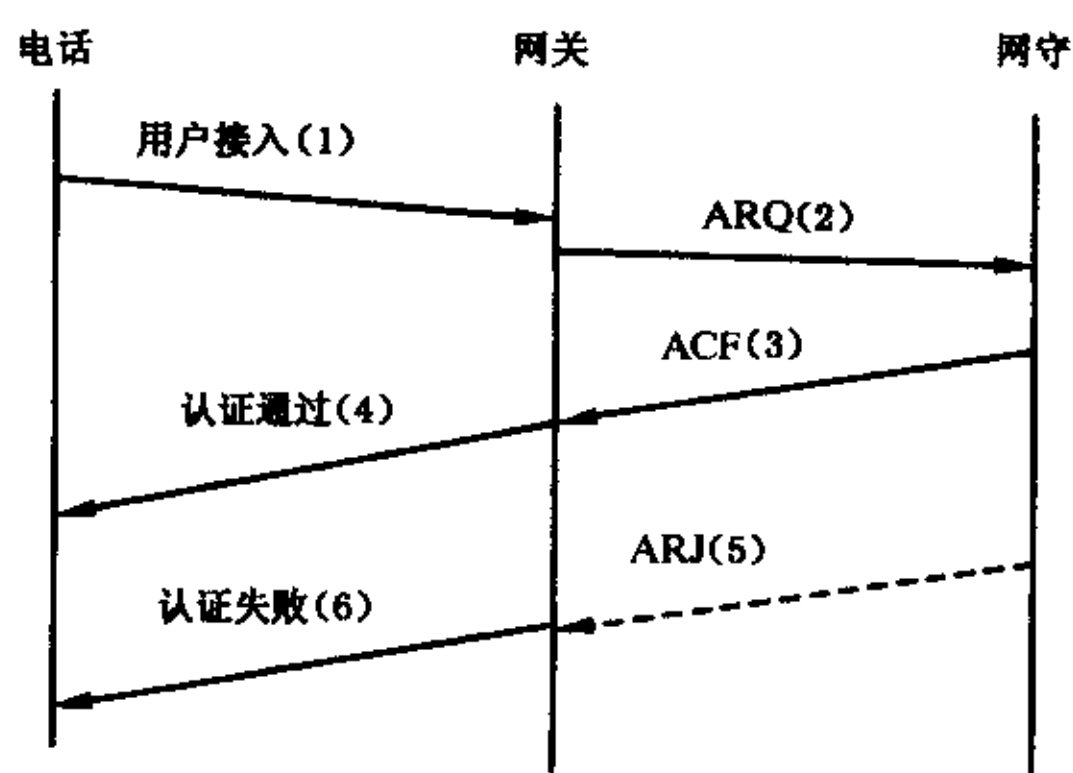 电话 网关 网守
用户接入(1)
ARQ(2)
ACF(3)
认证通过(4)
ARJ(5)
认证失败(6)